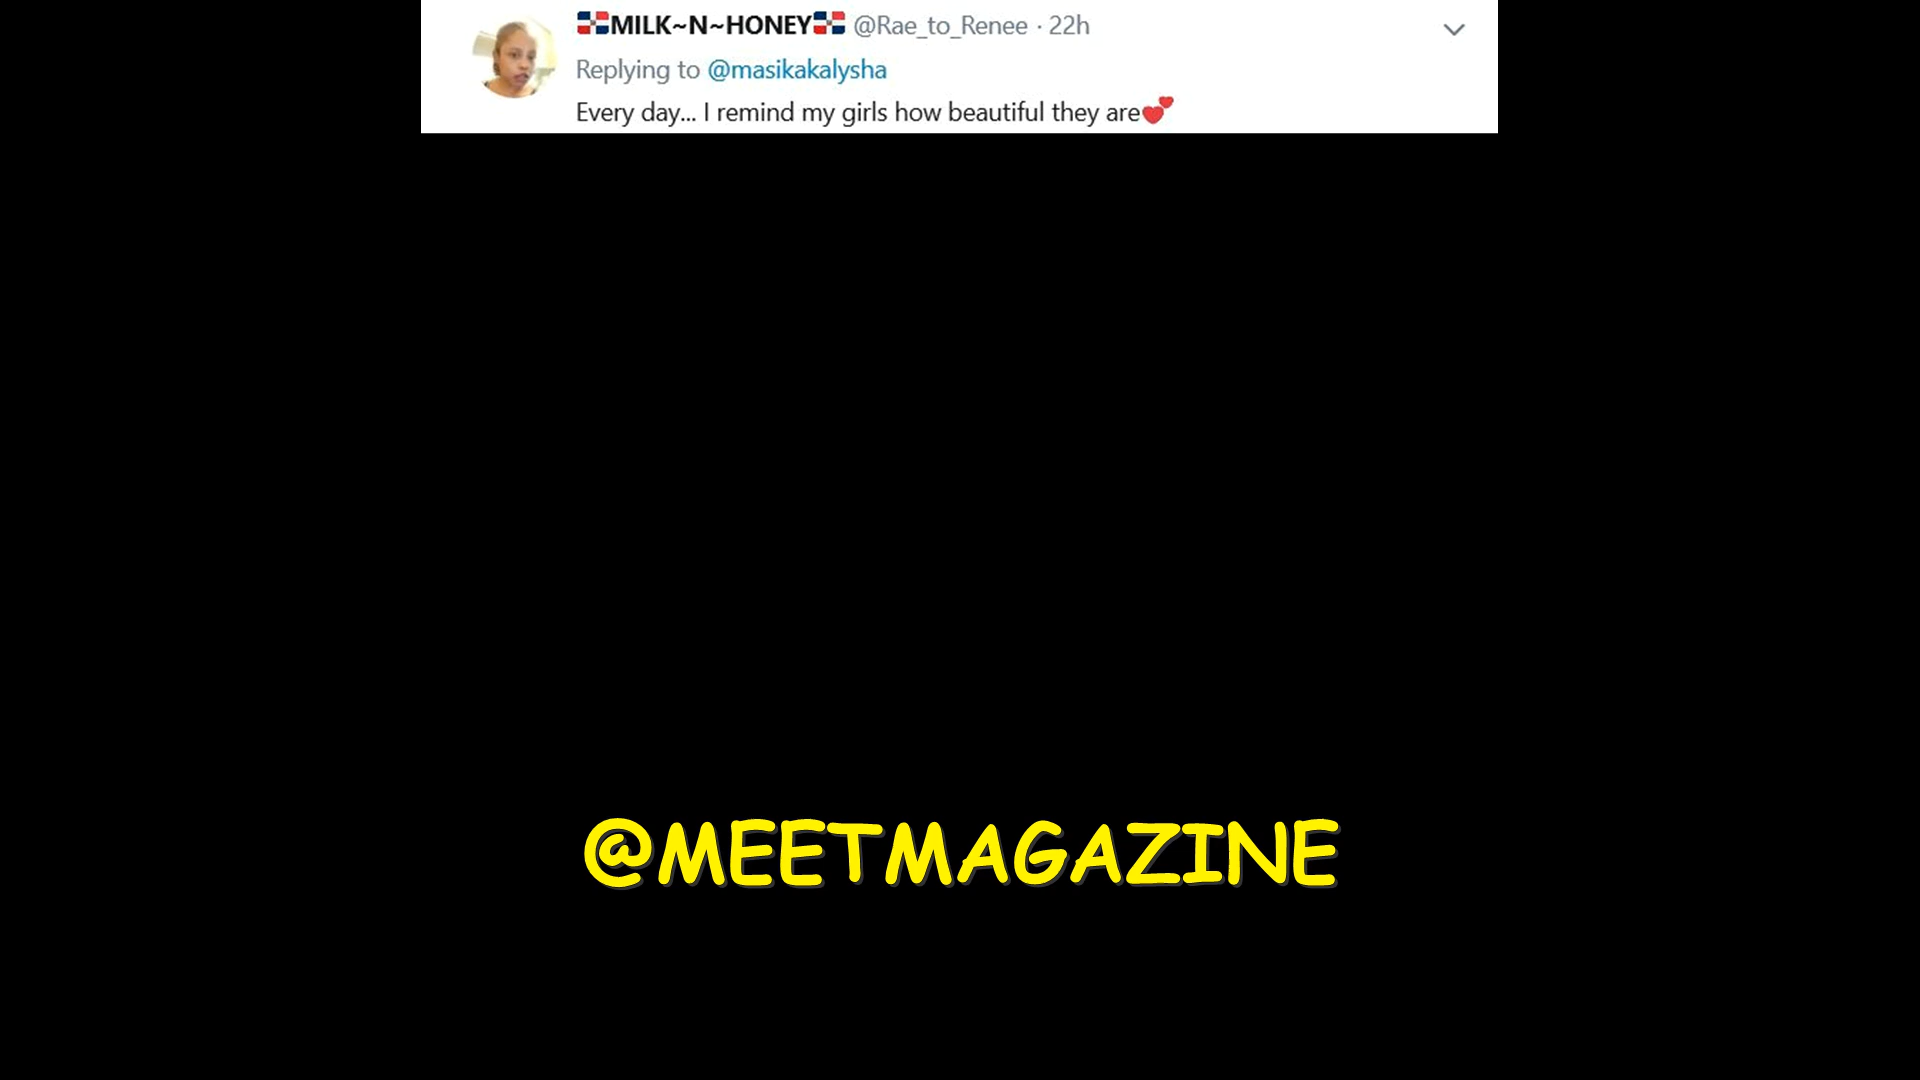 🇩🇴MILK~N~HONEY🇩🇴 @Rae_to_Renee · 22h
Replying to @masikakalysha
Every day... I remind my girls how beautiful they are💕
@MEETMAGAZINE